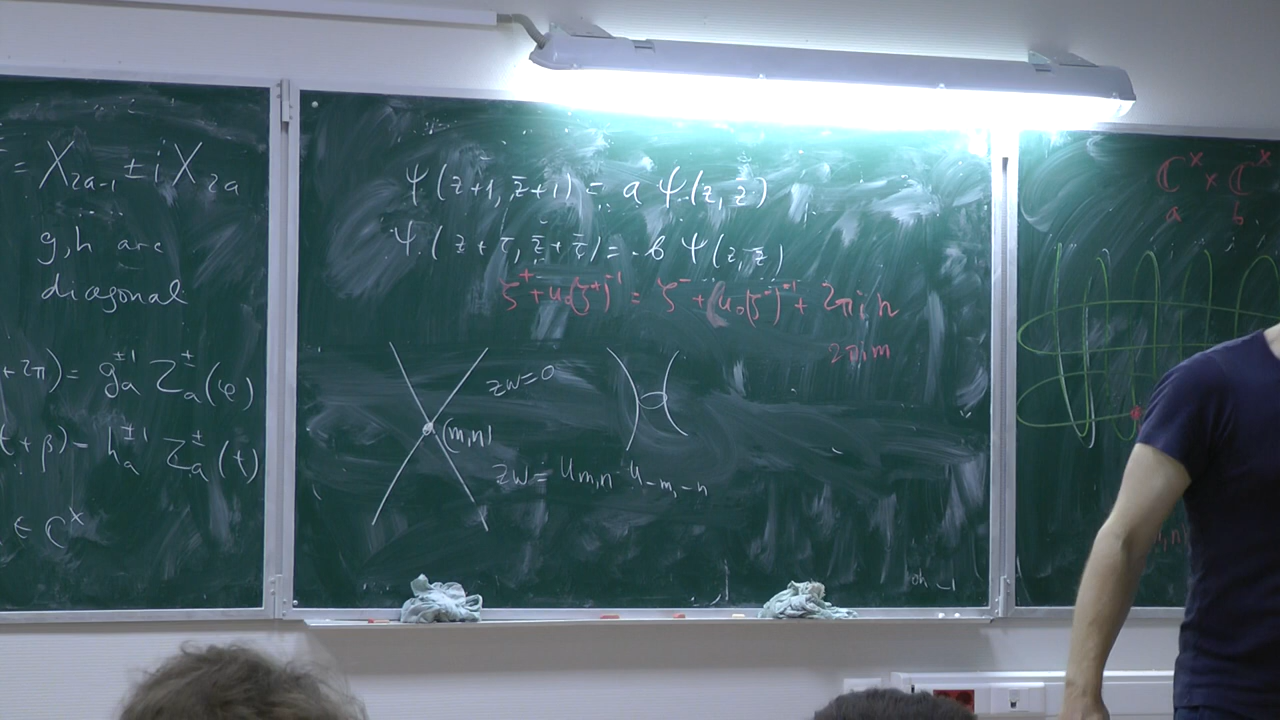 = X_{2a-1} ± i X_{2a}
g, h are
diagonal
+ 2π) = g_a^{±1} Z_a^±(φ)
(t + β) = h_a^{±1} Z_a^±(t)
∈ C^×
ψ(z+1, z̄+1) = a ψ(z, z̄)
ψ(z+τ, z̄+τ̄) = b ψ(z, z̄)
ζ^+ + u_0(ζ^+)^{-1} = ζ^- + u_0(ζ^-)^{-1} + 2πi n
2πi m
zw=0
(m,n)
zw = u_{m,n} u_{-m,-n}
ℂ^× × ℂ^×
a b